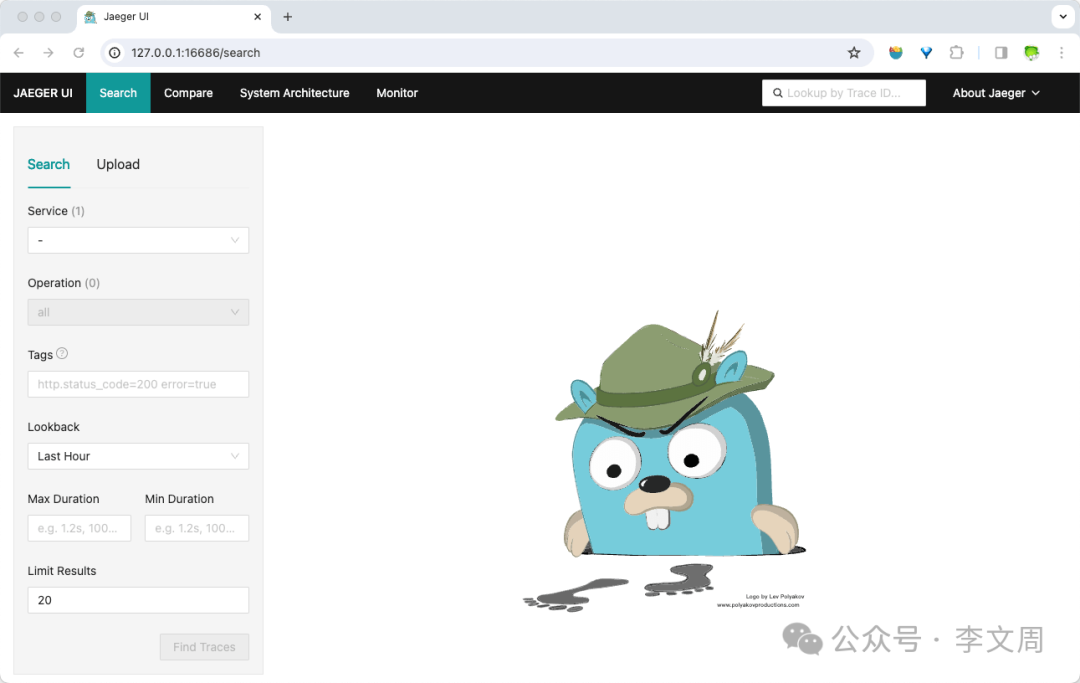 Jaeger UI
127.0.0.1:16686/search
JAEGER UI Search Compare System Architecture Monitor Lookup by Trace ID... About Jaeger
Search Upload
Service (1)
-
Operation (0)
all
Tags
http.status_code=200 error=true
Lookback
Last Hour
Max Duration Min Duration
e.g. 1.2s, 100... e.g. 1.2s, 100...
Limit Results
20
Find Traces
Logo by Lev Polyakov
www.polyakovproductions.com
公众号 · 李文周